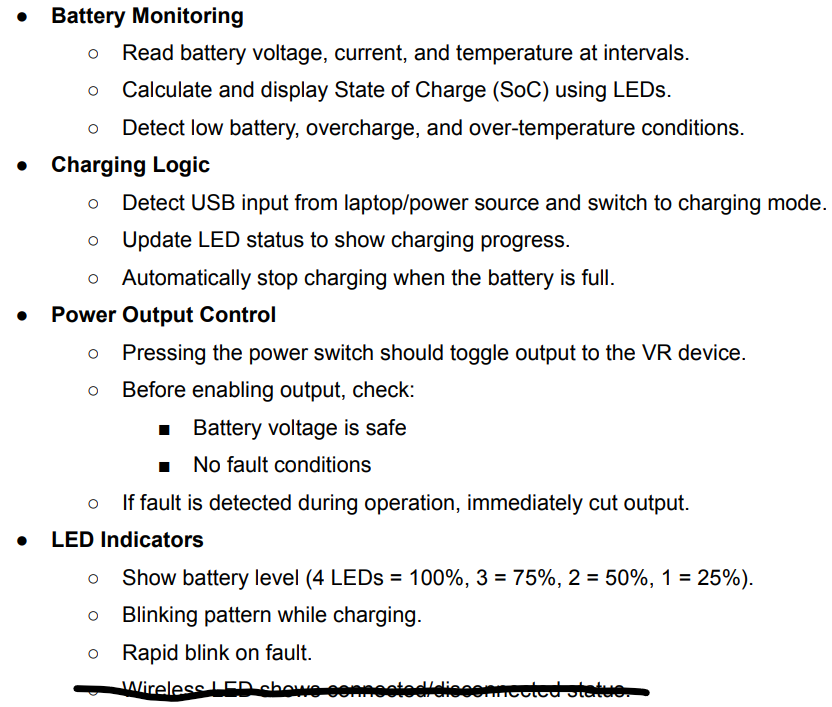 ● Battery Monitoring
○ Read battery voltage, current, and temperature at intervals.
○ Calculate and display State of Charge (SoC) using LEDs.
○ Detect low battery, overcharge, and over-temperature conditions.
● Charging Logic
○ Detect USB input from laptop/power source and switch to charging mode.
○ Update LED status to show charging progress.
○ Automatically stop charging when the battery is full.
● Power Output Control
○ Pressing the power switch should toggle output to the VR device.
○ Before enabling output, check:
■ Battery voltage is safe
■ No fault conditions
○ If fault is detected during operation, immediately cut output.
● LED Indicators
○ Show battery level (4 LEDs = 100%, 3 = 75%, 2 = 50%, 1 = 25%).
○ Blinking pattern while charging.
○ Rapid blink on fault.
○ Wireless LED shows connected/disconnected status.